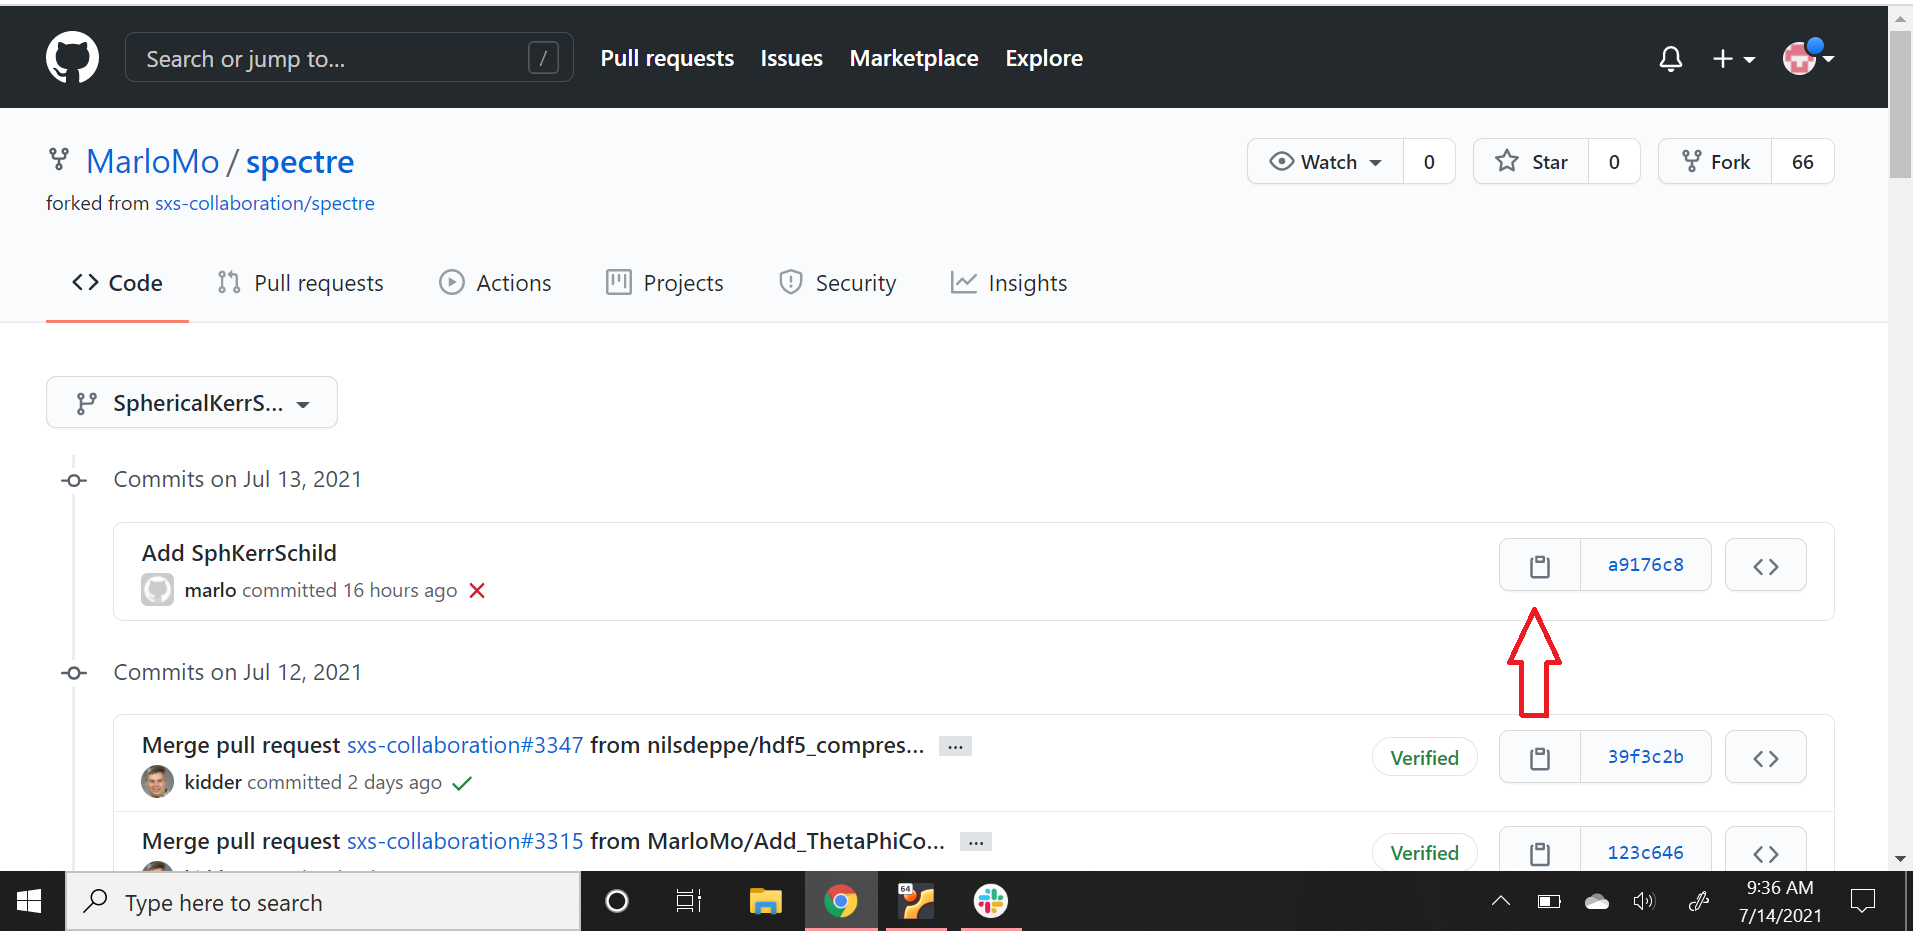 Search or jump to... /
Pull requests Issues Marketplace Explore
MarloMo / spectre
Watch 0 Star 0 Fork 66
forked from sxs-collaboration/spectre
Code Pull requests Actions Projects Security Insights
SphericalKerrS...
Commits on Jul 13, 2021
Add SphKerrSchild
marlo committed 16 hours ago
a9176c8
Commits on Jul 12, 2021
Merge pull request sxs-collaboration#3347 from nilsdeppe/hdf5_compres... ...
kidder committed 2 days ago
Verified 39f3c2b
Merge pull request sxs-collaboration#3315 from MarloMo/Add_ThetaPhiCo... ...
Verified 123c646
Type here to search
64
9:36 AM
7/14/2021